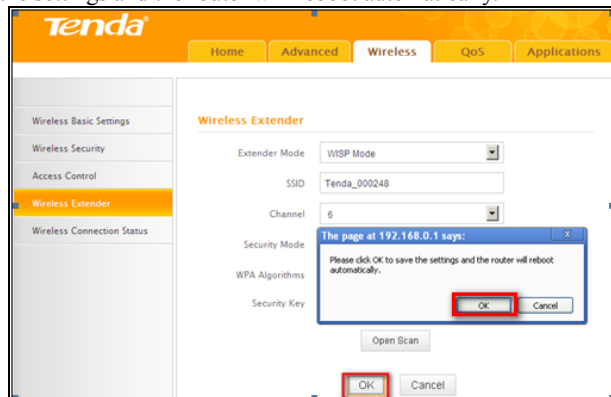 Tenda
Home Advanced Wireless QoS Applications
Wireless Basic Settings
Wireless Security
Access Control
Wireless Extender
Wireless Connection Status
Wireless Extender
Extender Mode WISP Mode
SSID Tenda_000248
Channel 6
Security Mode
WPA Algorithms
Security Key
The page at 192.168.0.1 says: X
Please click OK to save the settings and the router will reboot
automatically.
OK Cancel
Open Scan
OK Cancel